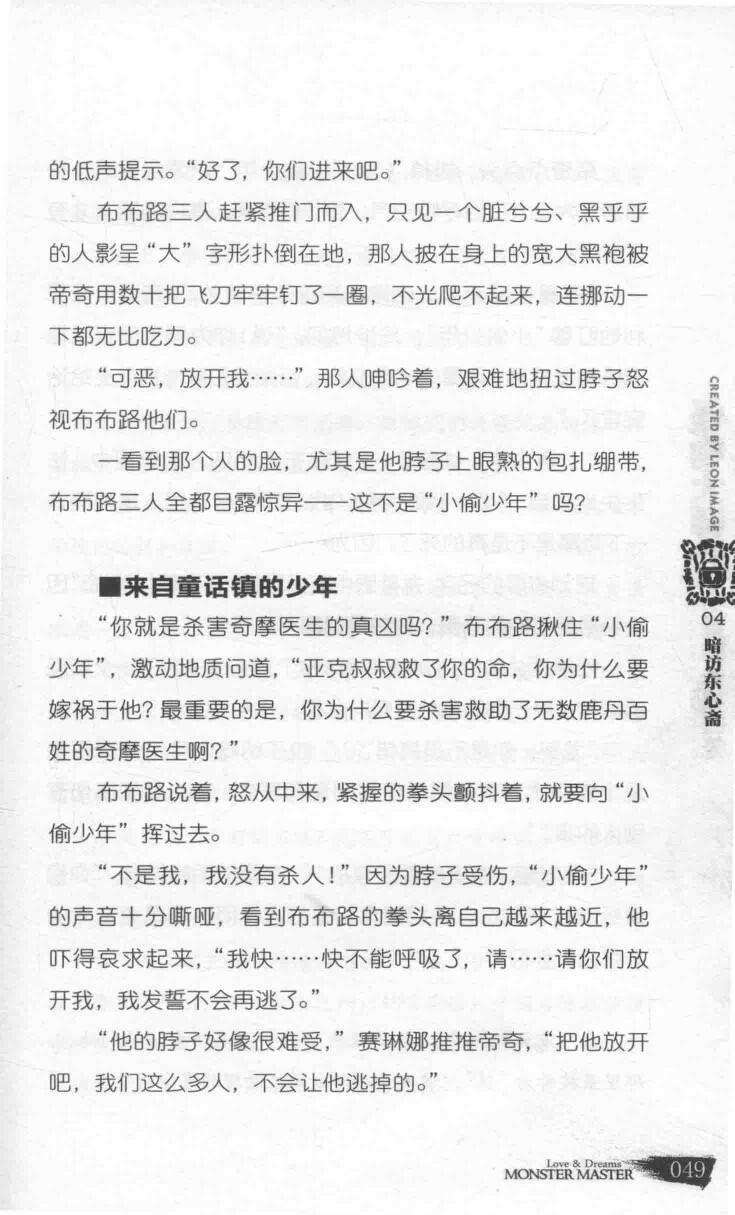 的低声提示。“好了，你们进来吧。”
布布路三人赶紧推门而入，只见一个脏兮兮、黑乎乎
的人影呈“大”字形扑倒在地，那人披在身上的宽大黑袍被
帝奇用数十把飞刀牢牢钉了一圈，不光爬不起来，连挪动一
下都无比吃力。
“可恶，放开我……”那人呻吟着，艰难地扭过脖子怒
视布布路他们。
看到那个人的脸，尤其是他脖子上眼熟的包扎绷带，
布布路三人全都目露惊异——这不是“小偷少年”吗？
■来自童话镇的少年
“你就是杀害奇摩医生的真凶吗？”布布路揪住“小偷
少年”，激动地质问道，“亚克叔叔救了你的命，你为什么要
嫁祸于他？最重要的是，你为什么要杀害救助了无数鹿丹百
姓的奇摩医生啊？”
布布路说着，怒从中来，紧握的拳头颤抖着，就要向“小
偷少年”挥过去。
“不是我，我没有杀人！”因为脖子受伤，“小偷少年”
的声音十分嘶哑，看到布布路的拳头离自己越来越近，他
吓得哀求起来，“我快……快不能呼吸了，请……请你们放
开我，我发誓不会再逃了。”
“他的脖子好像很难受，”赛琳娜推推帝奇，“把他放开
吧，我们这么多人，不会让他逃掉的。”
CREATED BY LEON IMAGE
04
暗访东心斋
Love & Dreams
MONSTER MASTER
049